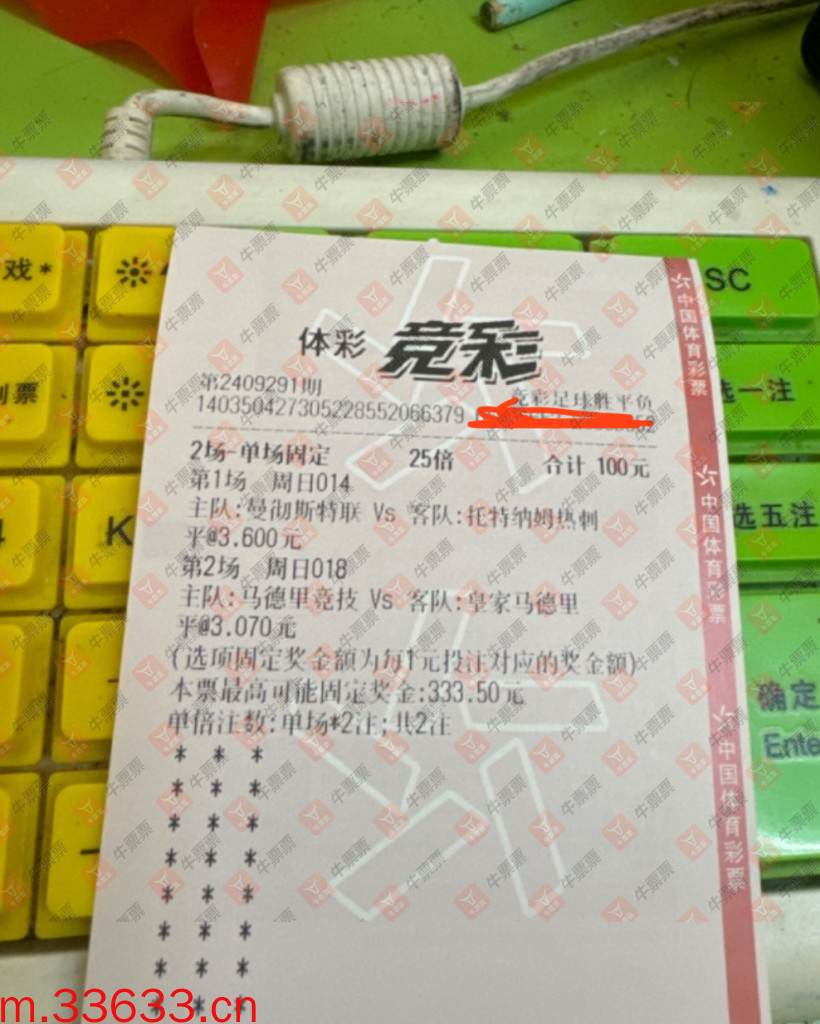 戏*
SC
刮票
选一注
K
选五注
确定
Ente
体彩 竞彩
第2409291期 竞彩足球胜平负
140350427305228552066379
2场-单场固定 25倍 合计 100元
第1场 周日014
主队:曼彻斯特联 Vs 客队:托特纳姆热刺
平@3.600元
第2场 周日018
主队:马德里竞技 Vs 客队:皇家马德里
平@3.070元
(选项固定奖金额为每1元投注对应的奖金额)
本票最高可能固定奖金:333.50元
单倍注数:单场*2注;共2注
* * *
* * *
* * *
* * *
* * *
* * *
* * *
* * *
中国体育彩票
中国体育彩票
中国体育彩票
牛票票
m.33633.cn